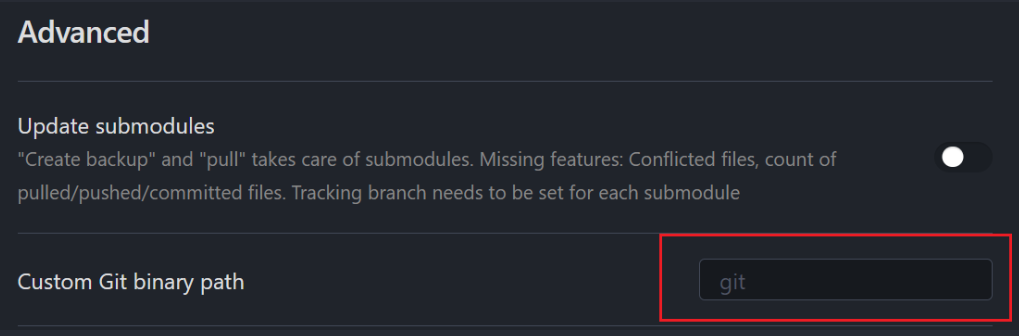 Advanced
Update submodules
"Create backup" and "pull" takes care of submodules. Missing features: Conflicted files, count of
pulled/pushed/committed files. Tracking branch needs to be set for each submodule
Custom Git binary path
git